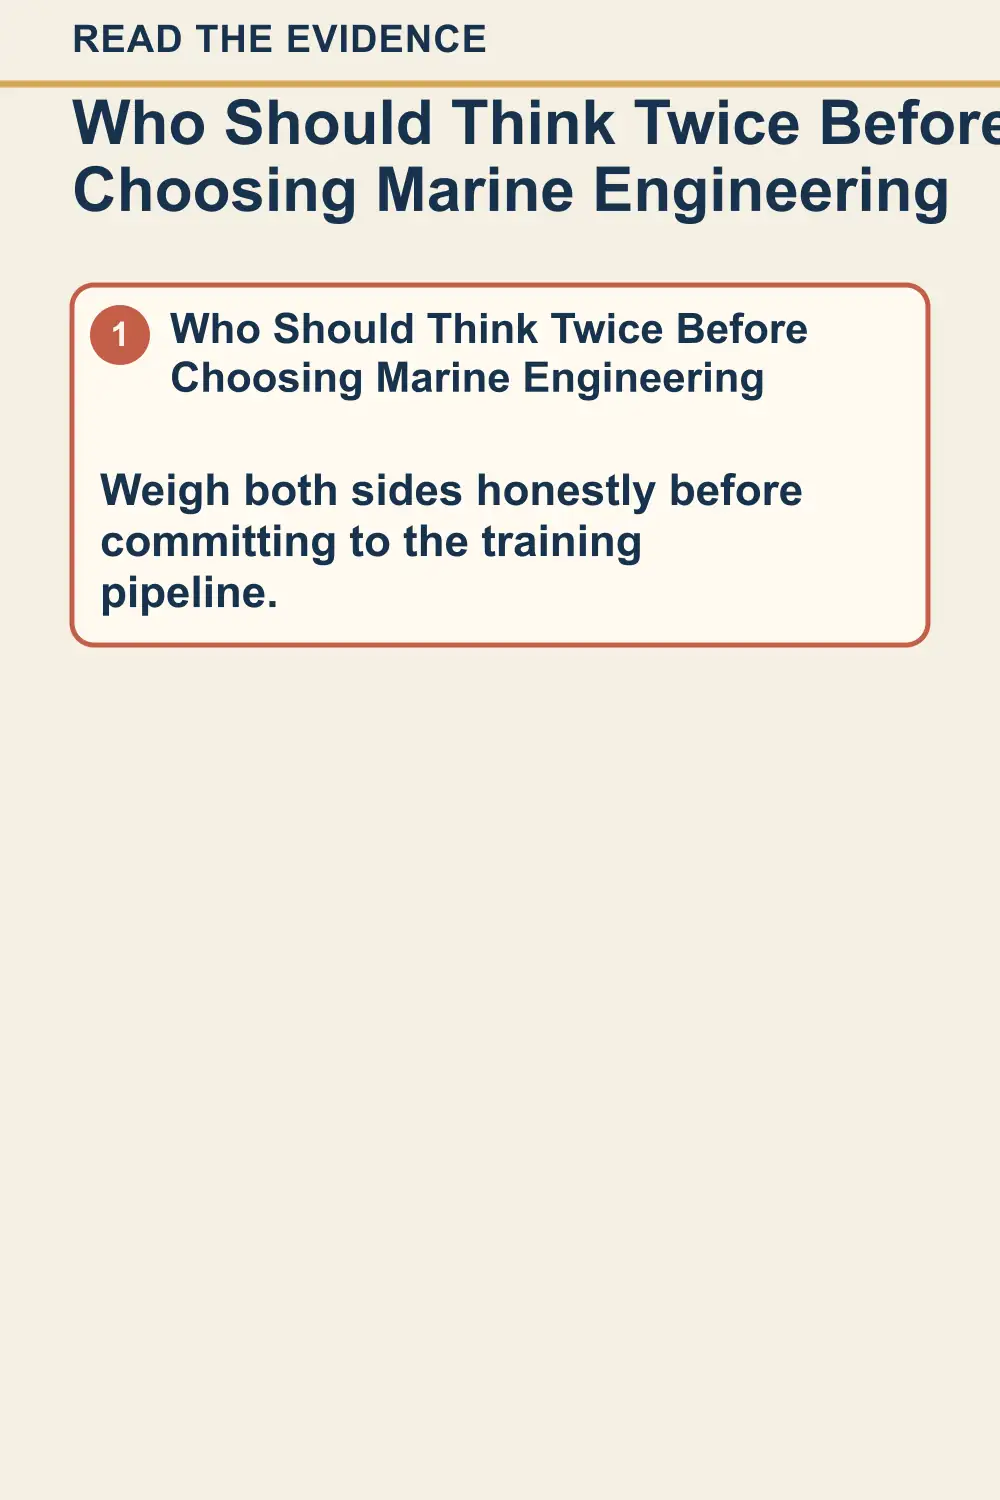 READ THE EVIDENCE
Who Should Think Twice Before
Choosing Marine Engineering
1
Who Should Think Twice Before
Choosing Marine Engineering
Weigh both sides honestly before
committing to the training
pipeline.